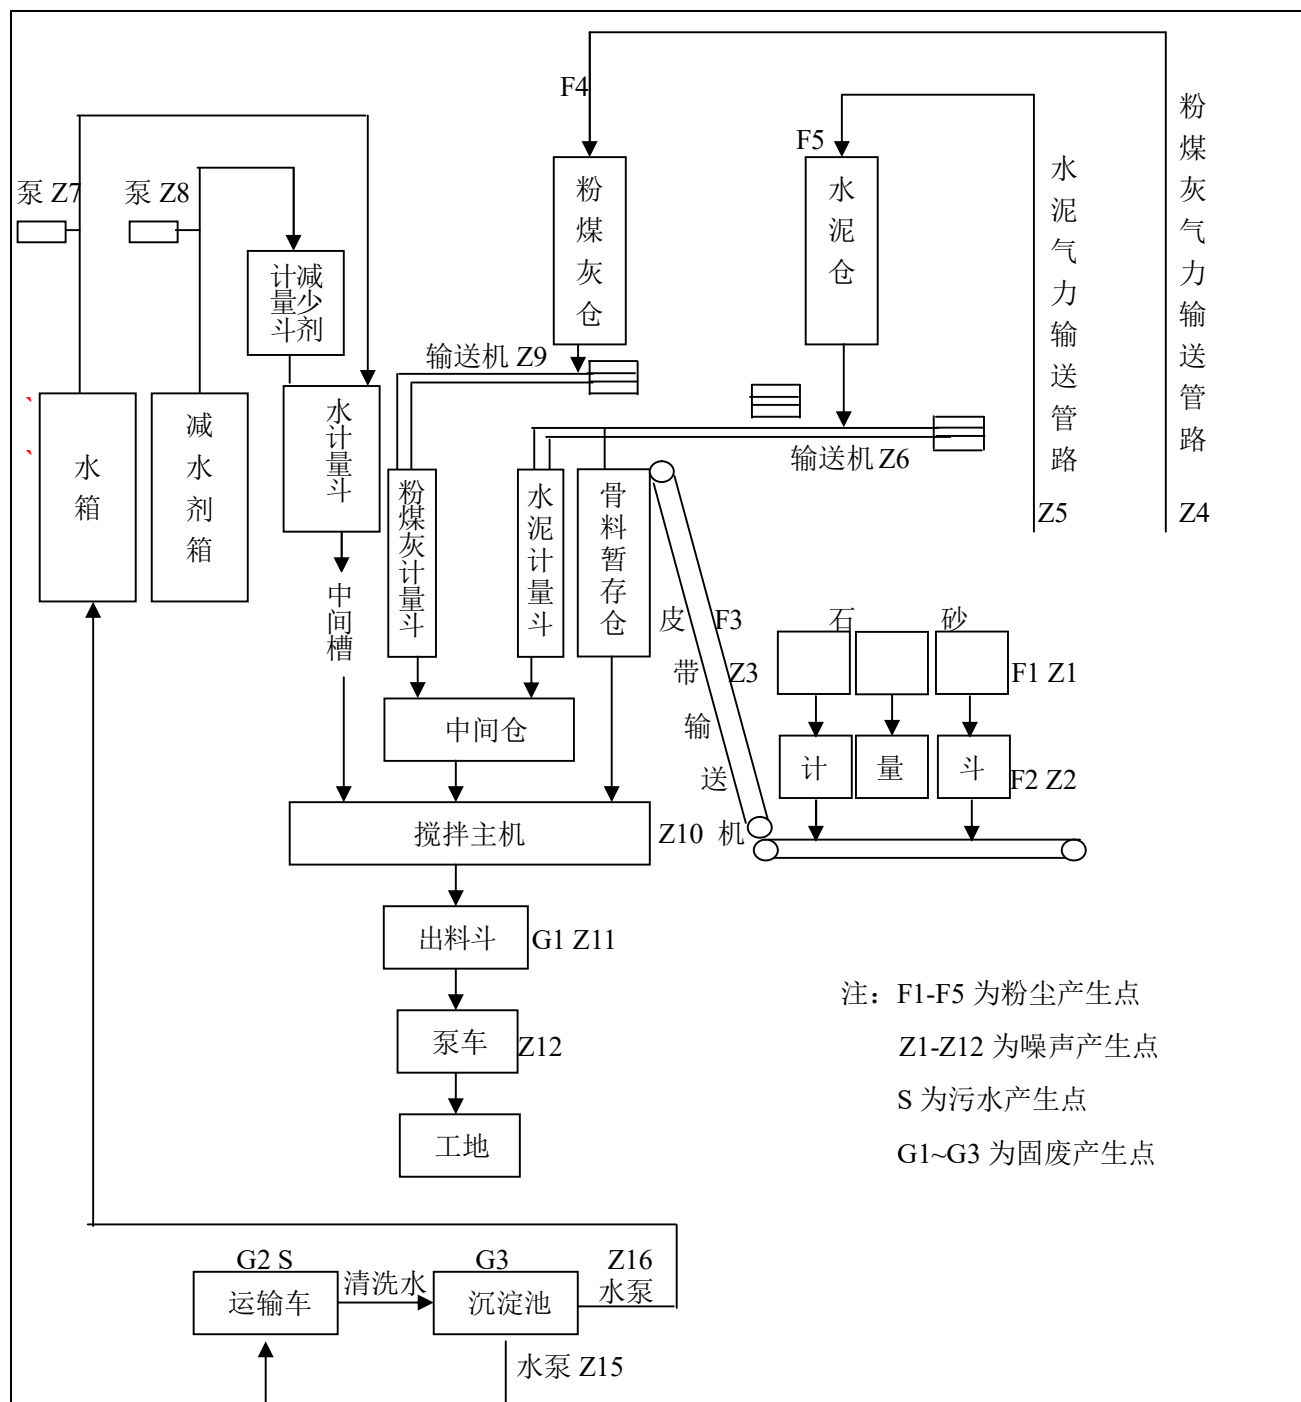 F4
粉煤灰气力输送管路
F5
水泥气力输送管路
泵 Z7
泵 Z8
粉煤灰仓
水泥仓
减少剂
计量斗
输送机 Z9
水箱
减水剂箱
水计量斗
输送机 Z6
粉煤灰计量斗
水泥计量斗
骨料暂存仓
Z5
Z4
中间槽
皮带输送机
F3
Z3
石
砂
F1 Z1
中间仓
计
量
斗
F2 Z2
搅拌主机
Z10
出料斗
G1 Z11
泵车
Z12
工地
注：F1-F5 为粉尘产生点
Z1-Z12 为噪声产生点
S 为污水产生点
G1~G3 为固废产生点
G2 S
运输车
清洗水
G3
沉淀池
Z16
水泵
水泵 Z15